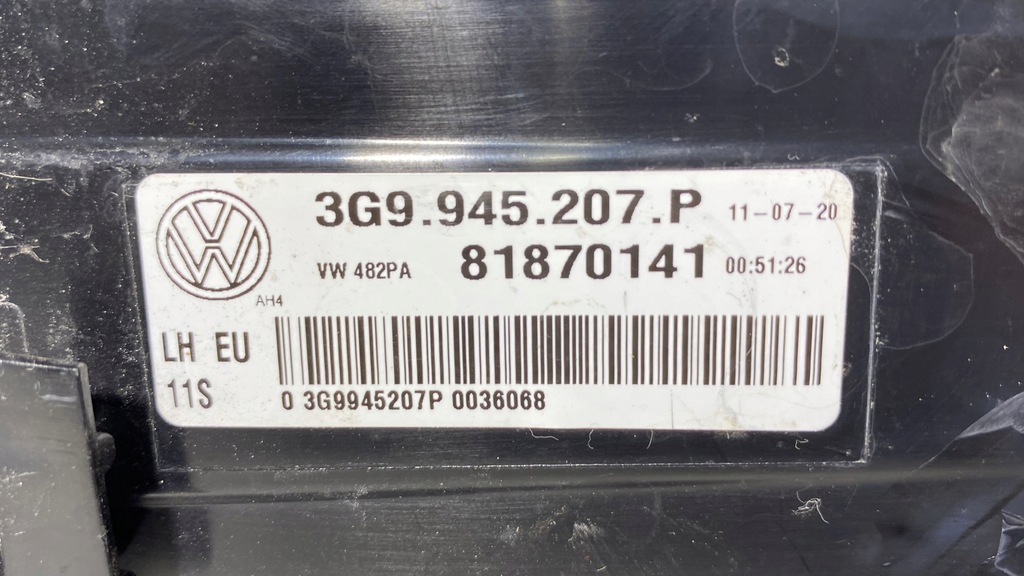 3G9.945.207.P 11-07-20
VW 482PA 81870141 00:51:26
AH4
LH EU
11S
0 3G9945207P 0036068